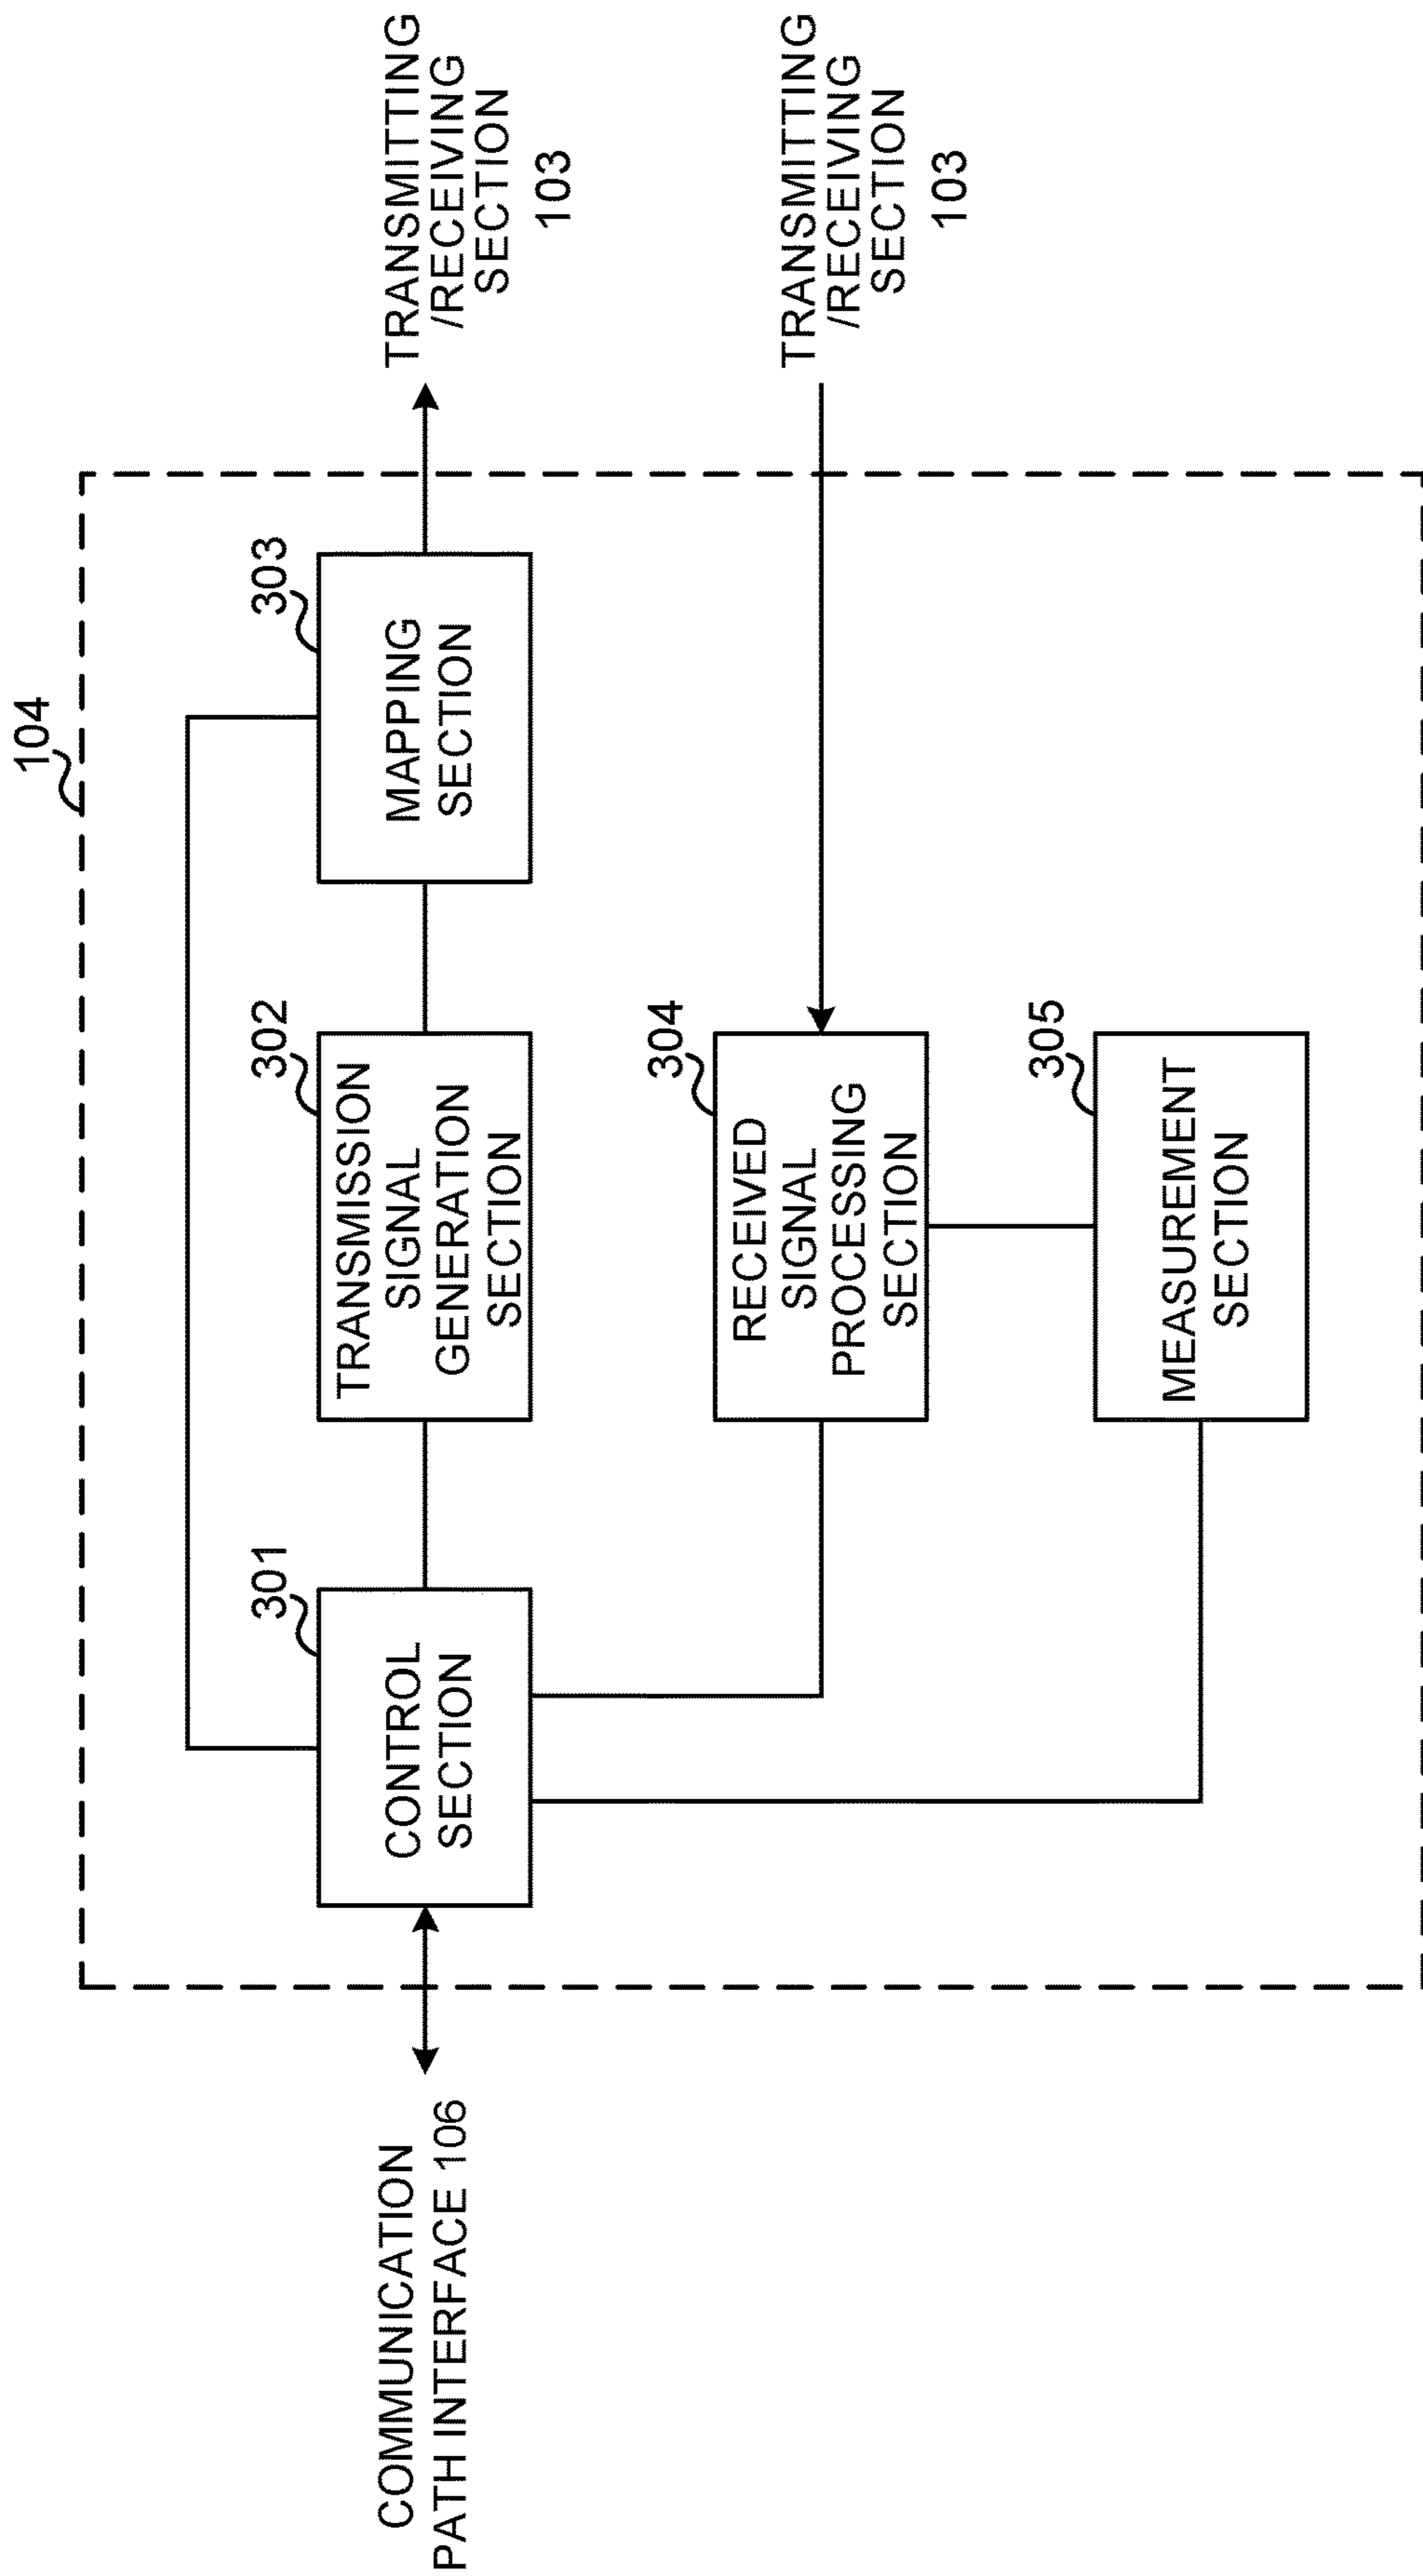 104
301
302
303
CONTROL
SECTION
TRANSMISSION
SIGNAL
GENERATION
SECTION
MAPPING
SECTION
COMMUNICATION
PATH INTERFACE 106
TRANSMITTING
/RECEIVING
SECTION
103
304
RECEIVED
SIGNAL
PROCESSING
SECTION
TRANSMITTING
/RECEIVING
SECTION
103
305
MEASUREMENT
SECTION